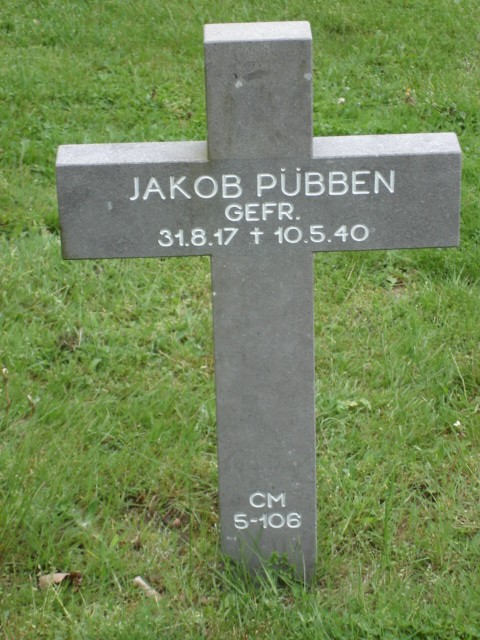 JAKOB PÜBBEN
GEFR.
31.8.17 † 10.5.40
CM
5-106